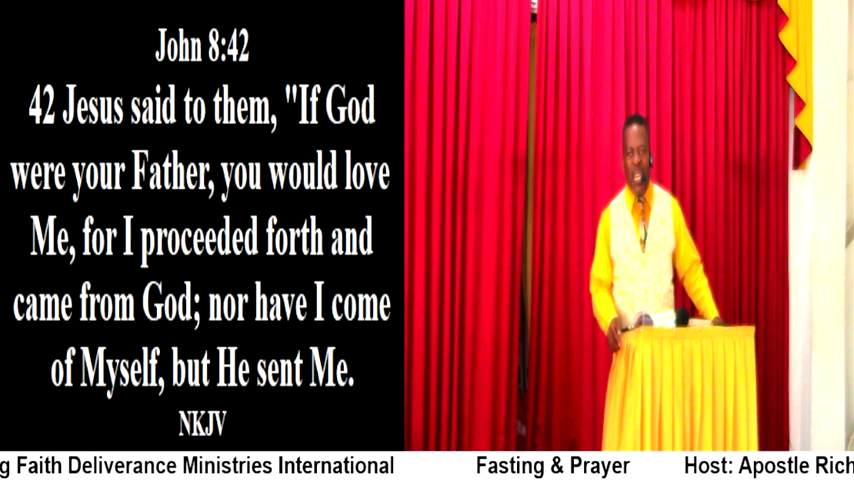 John 8:42
42 Jesus said to them, "If God
were your Father, you would love
Me, for I proceeded forth and
came from God; nor have I come
of Myself, but He sent Me.
NKJV
g Faith Deliverance Ministries International Fasting & Prayer Host: Apostle Rich